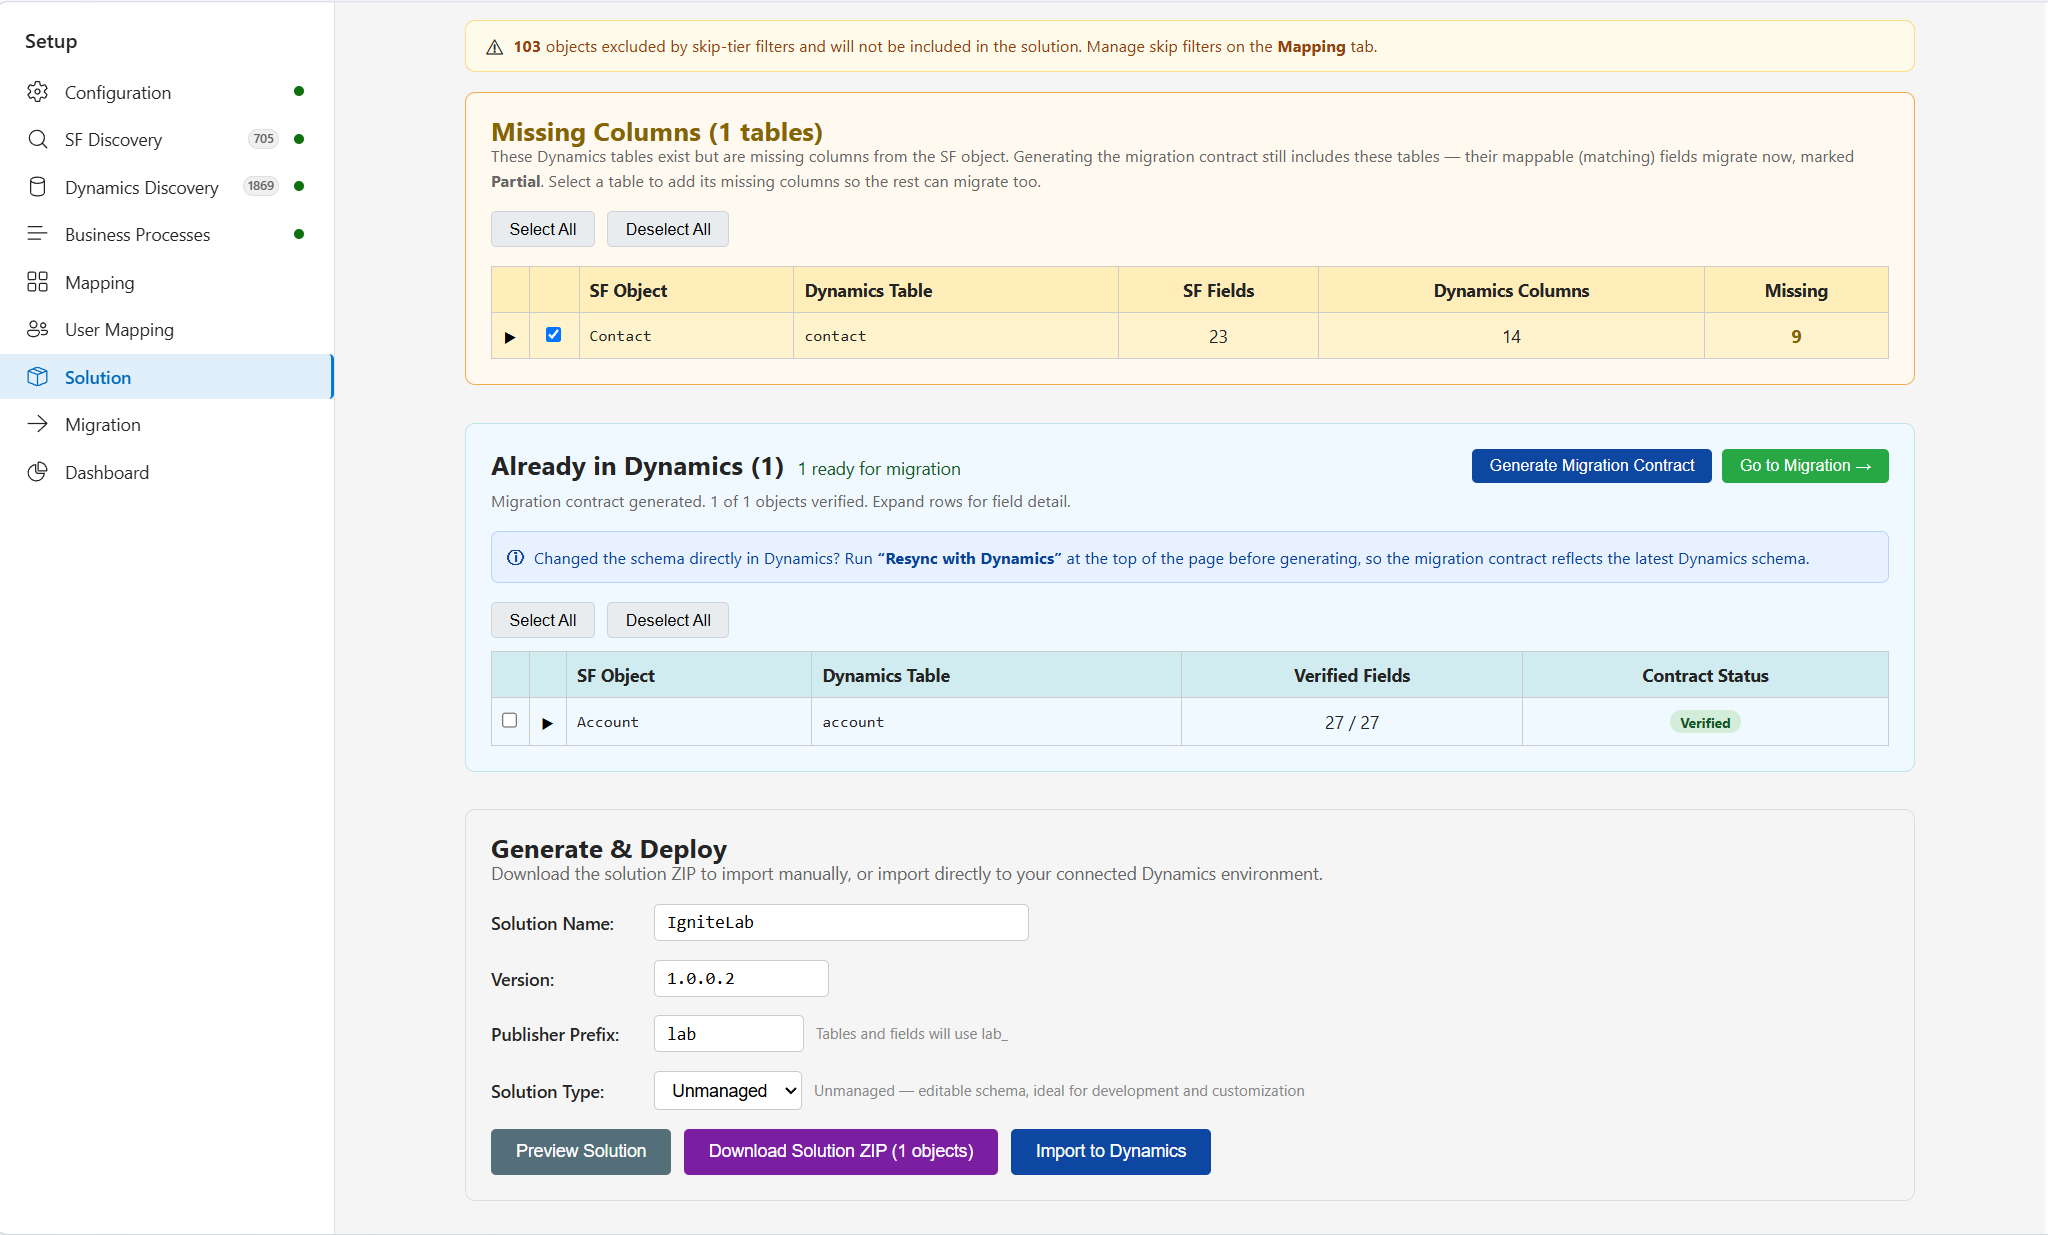 Setup
Configuration
SF Discovery 705
Dynamics Discovery 1869
Business Processes
Mapping
User Mapping
Solution
Migration
Dashboard
103 objects excluded by skip-tier filters and will not be included in the solution. Manage skip filters on the Mapping tab.
Missing Columns (1 tables)
These Dynamics tables exist but are missing columns from the SF object. Generating the migration contract still includes these tables — their mappable (matching) fields migrate now, marked
Partial. Select a table to add its missing columns so the rest can migrate too.
Select All Deselect All
SF Object Dynamics Table SF Fields Dynamics Columns Missing
Contact contact 23 14 9
Already in Dynamics (1) 1 ready for migration Generate Migration Contract Go to Migration →
Migration contract generated. 1 of 1 objects verified. Expand rows for field detail.
Changed the schema directly in Dynamics? Run “Resync with Dynamics” at the top of the page before generating, so the migration contract reflects the latest Dynamics schema.
Select All Deselect All
SF Object Dynamics Table Verified Fields Contract Status
Account account 27 / 27 Verified
Generate & Deploy
Download the solution ZIP to import manually, or import directly to your connected Dynamics environment.
Solution Name: IgniteLab
Version: 1.0.0.2
Publisher Prefix: lab Tables and fields will use lab_
Solution Type: Unmanaged Unmanaged — editable schema, ideal for development and customization
Preview Solution Download Solution ZIP (1 objects) Import to Dynamics